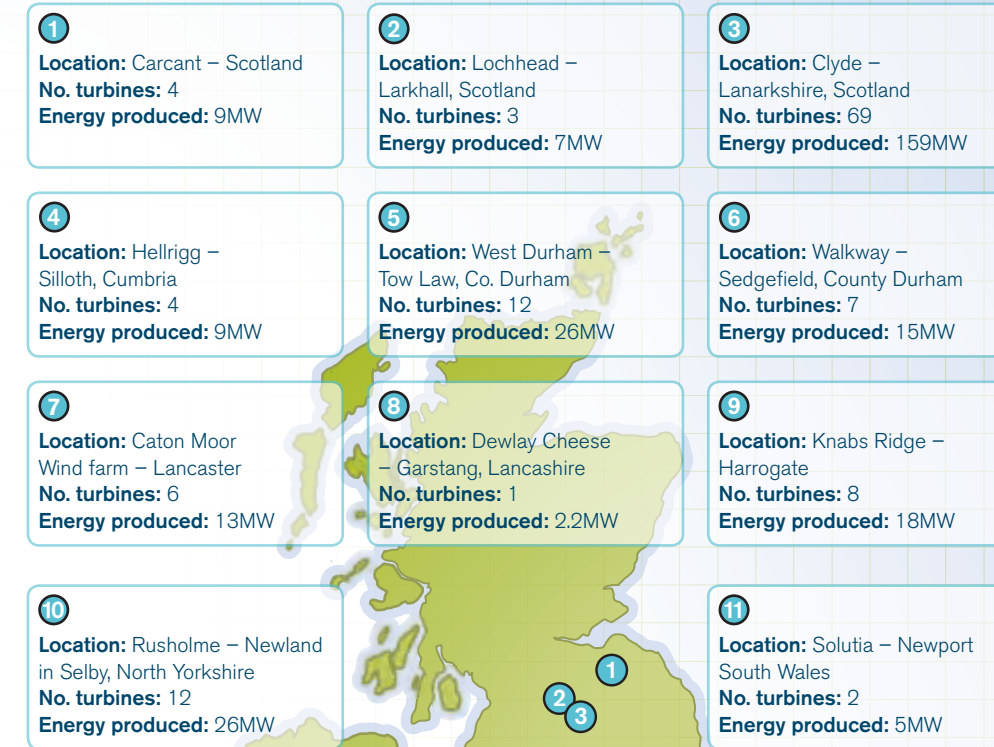 1
Location: Carcant – Scotland
No. turbines: 4
Energy produced: 9MW
2
Location: Lochhead –
Larkhall, Scotland
No. turbines: 3
Energy produced: 7MW
3
Location: Clyde –
Lanarkshire, Scotland
No. turbines: 69
Energy produced: 159MW
4
Location: Hellrigg –
Silloth, Cumbria
No. turbines: 4
Energy produced: 9MW
5
Location: West Durham –
Tow Law, Co. Durham
No. turbines: 12
Energy produced: 26MW
6
Location: Walkway –
Sedgefield, County Durham
No. turbines: 7
Energy produced: 15MW
7
Location: Caton Moor
Wind farm – Lancaster
No. turbines: 6
Energy produced: 13MW
8
Location: Dewlay Cheese
– Garstang, Lancashire
No. turbines: 1
Energy produced: 2.2MW
9
Location: Knabs Ridge –
Harrogate
No. turbines: 8
Energy produced: 18MW
10
Location: Rusholme – Newland
in Selby, North Yorkshire
No. turbines: 12
Energy produced: 26MW
11
Location: Solutia – Newport
South Wales
No. turbines: 2
Energy produced: 5MW
1
2
3